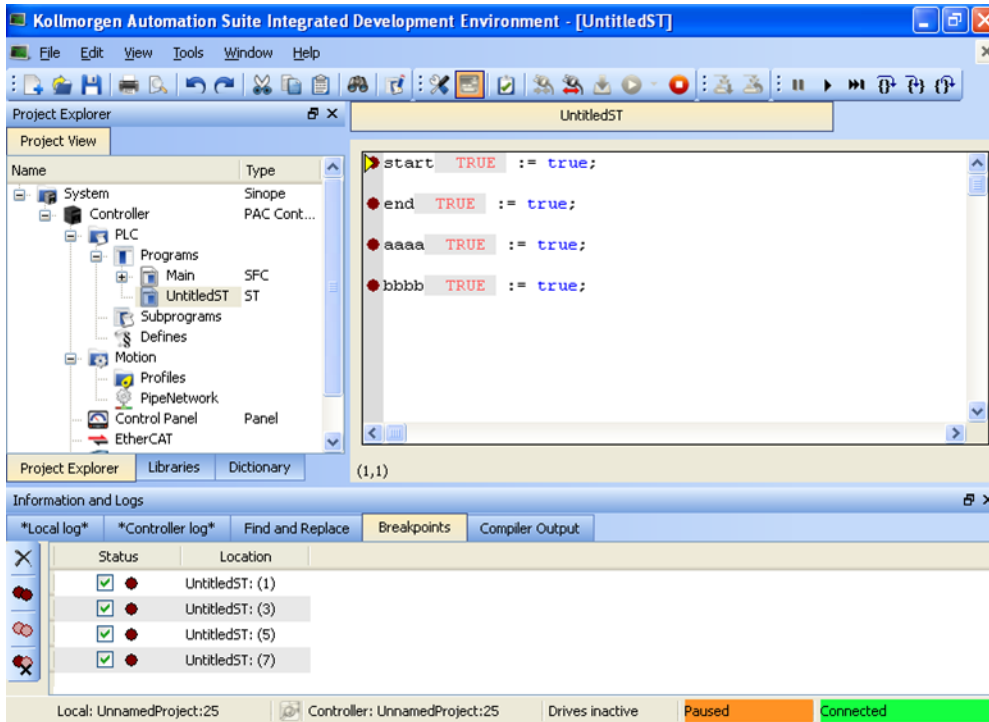 Kollmorgen Automation Suite Integrated Development Environment - [UntitledST]
File Edit View Tools Window Help
Project Explorer
UntitledST
Project View
Name Type
System Sinope
Controller PAC Cont...
PLC
Programs
Main SFC
UntitledST ST
Subprograms
Defines
Motion
Profiles
PipeNetwork
Control Panel Panel
EtherCAT
Project Explorer Libraries Dictionary
start TRUE := true;
end TRUE := true;
aaaa TRUE := true;
bbbb TRUE := true;
(1,1)
Information and Logs
*Local log* *Controller log* Find and Replace Breakpoints Compiler Output
Status Location
UntitledST: (1)
UntitledST: (3)
UntitledST: (5)
UntitledST: (7)
Local: UnnamedProject:25 Controller: UnnamedProject:25 Drives inactive Paused Connected